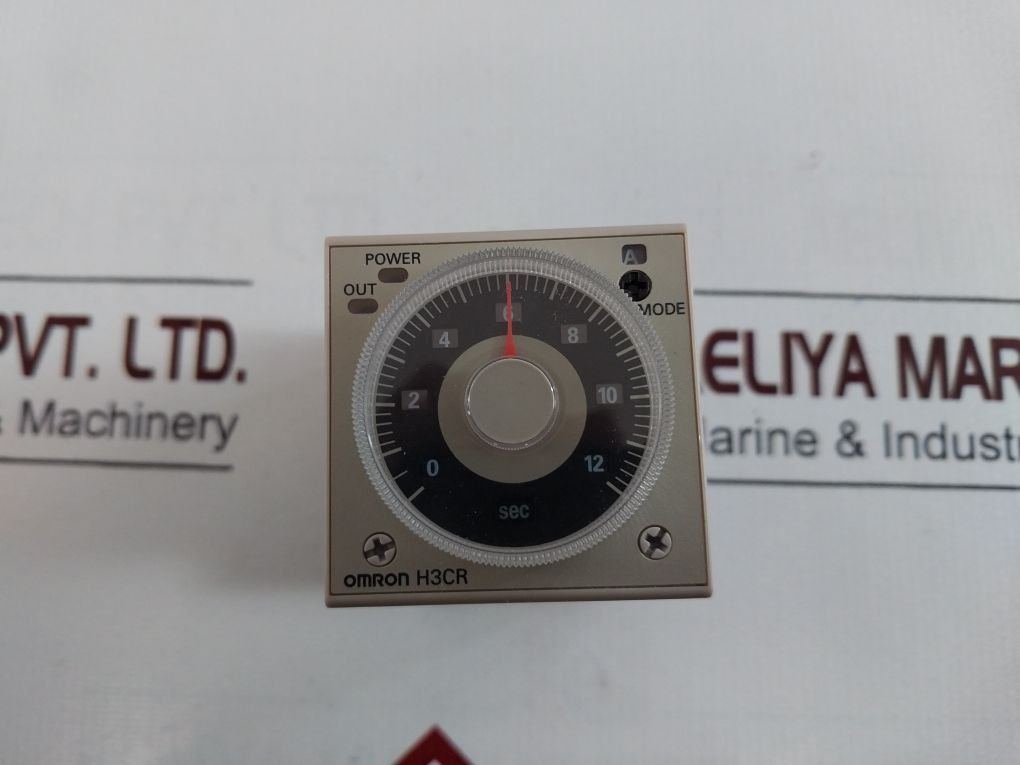 POWER
A
OUT
MODE
6
4
8
2
10
0
12
sec
OMRON H3CR
PVT. LTD.
& Machinery
ELIYA MAR
arine & Indust